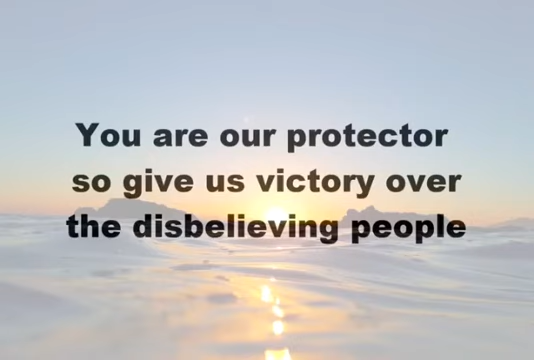 You are our protector
so give us victory over
the disbelieving people